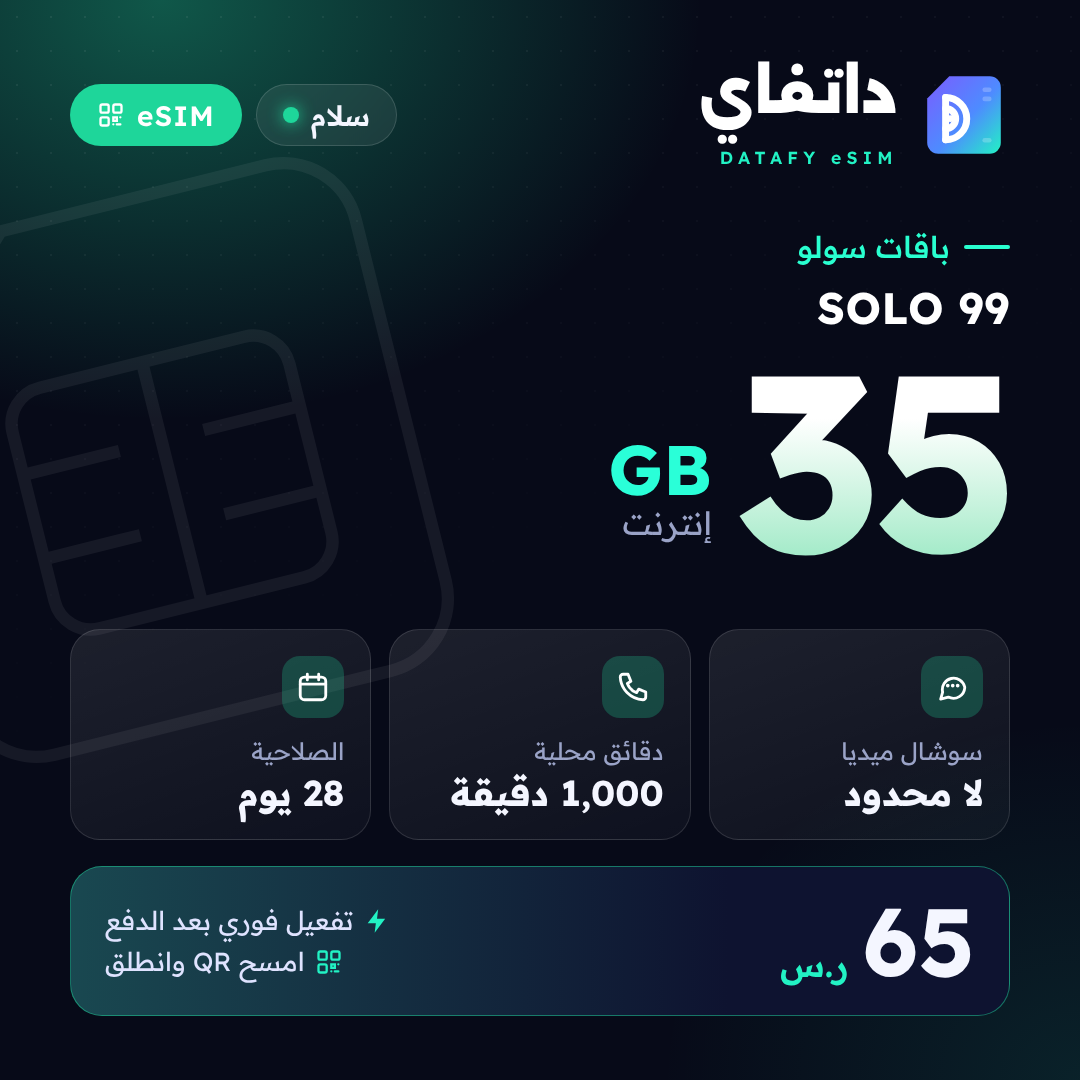 داتفاي
DATAFY eSIM
سلام
eSIM
باقات سولو
SOLO 99
35
GB
إنترنت
سوشال ميديا
لا محدود
دقائق محلية
1,000 دقيقة
الصلاحية
28 يوم
65 ر.س
تفعيل فوري بعد الدفع
امسح QR وانطلق